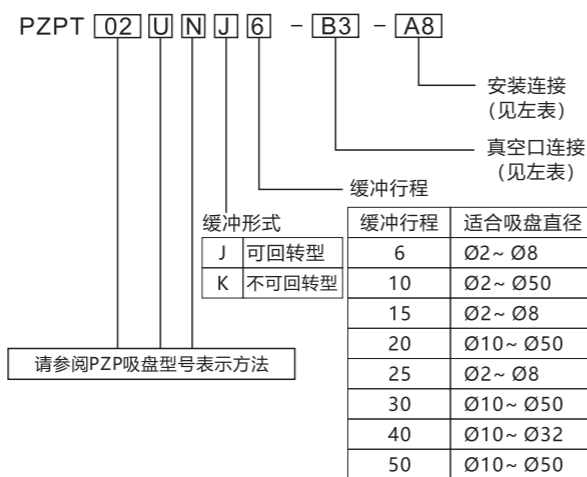 PZPT 02 U N J 6 - B3 - A8
安装连接
(见左表)
真空口连接
(见左表)
缓冲行程
缓冲形式
J 可回转型
K 不可回转型
缓冲行程 适合吸盘直径
6 Ø2~ Ø8
10 Ø2~ Ø50
15 Ø2~ Ø8
20 Ø10~ Ø50
25 Ø2~ Ø8
30 Ø10~ Ø50
40 Ø10~ Ø32
50 Ø10~ Ø50
请参阅PZP吸盘型号表示方法